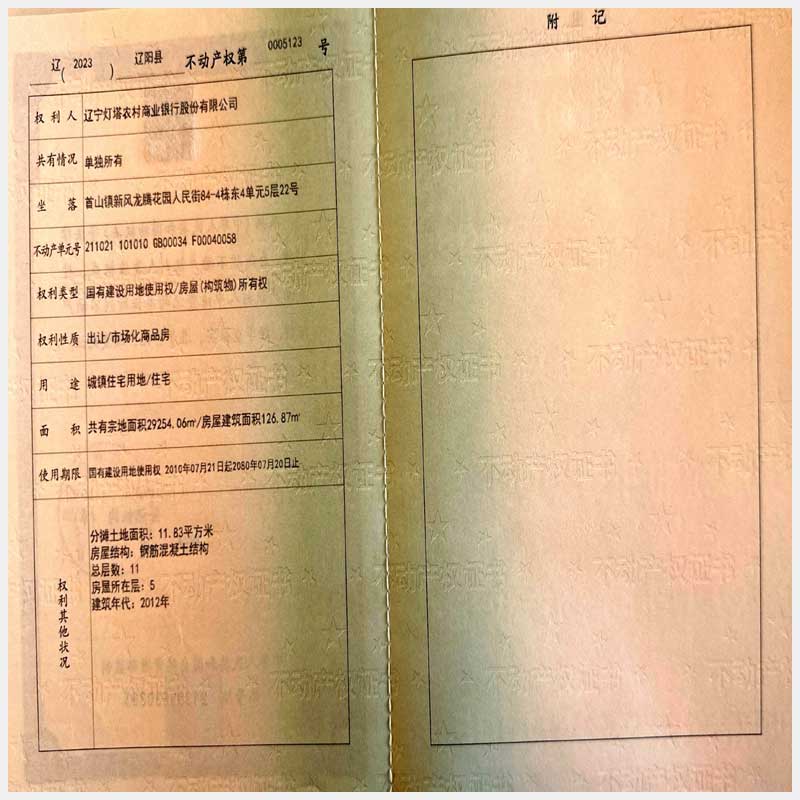 辽(2023)辽阳县不动产权第0005123号
权利人 辽宁灯塔农村商业银行股份有限公司
共有情况 单独所有
坐落 首山镇新风龙腾花园人民街84-4栋东4单元5层22号
不动产单元号 211021 101010 GB00034 F00040058
权利类型 国有建设用地使用权/房屋(构筑物)所有权
权利性质 出让/市场化商品房
用途 城镇住宅用地/住宅
面积 共有宗地面积29254.06㎡/房屋建筑面积126.87㎡
使用期限 国有建设用地使用权 2010年07月21日起2080年07月20日止
权利其他状况
分摊土地面积：11.83平方米
房屋结构：钢筋混凝土结构
总层数：11
房屋所在层：5
建筑年代：2012年
附记
不动产权证书